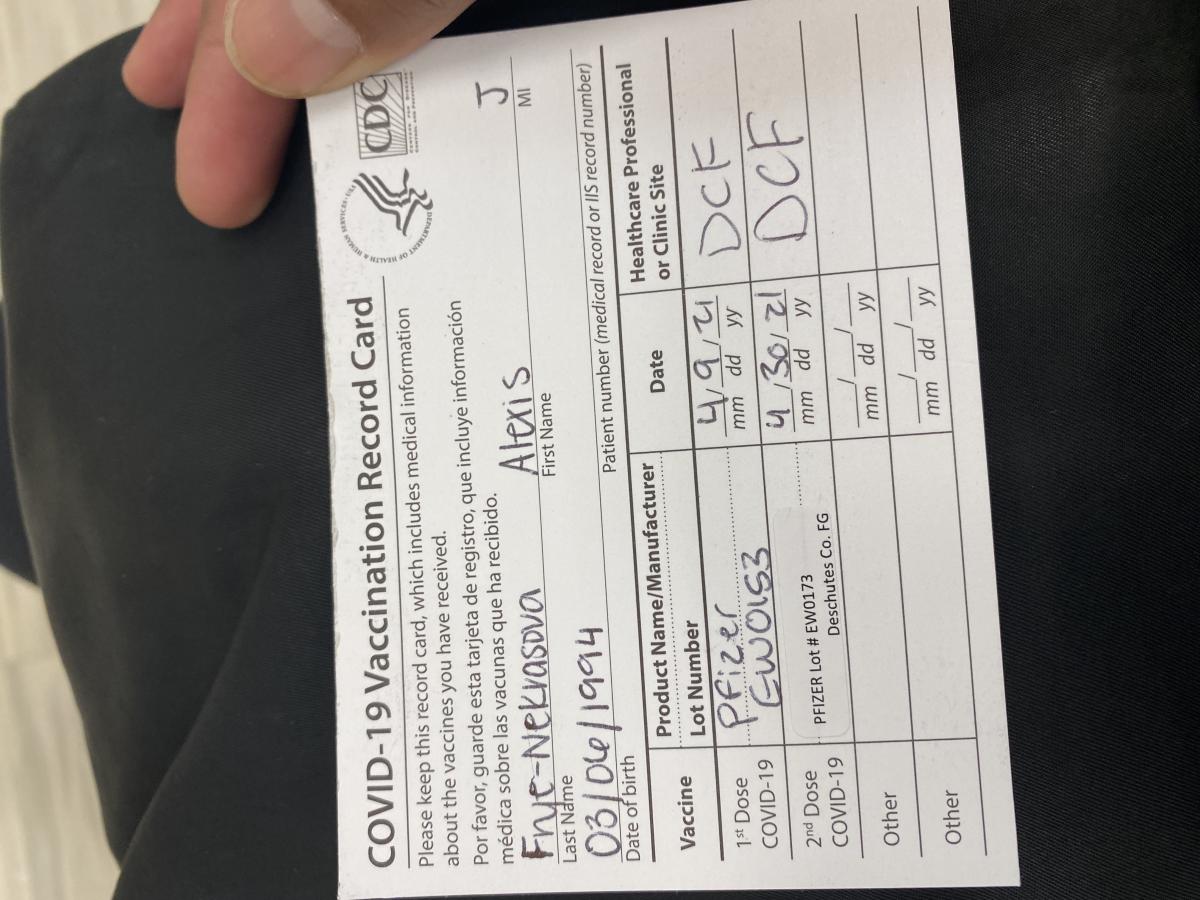 COVID-19 Vaccination Record Card
CDC
Please keep this record card, which includes medical information
about the vaccines you have received.
Por favor, guarde esta tarjeta de registro, que incluye información
médica sobre las vacunas que ha recibido.
Frye-Nekrasova Alexis J
Last Name First Name MI
03/06/1994
Date of birth Patient number (medical record or IIS record number)
Vaccine Product Name/Manufacturer Date Healthcare Professional
Lot Number or Clinic Site
1st Dose Pfizer 4/9/21 DCF
COVID-19 EW0153 mm dd yy
2nd Dose PFIZER Lot # EW0173 4/30/21 DCF
COVID-19 Deschutes Co. FG mm dd yy
Other / /
mm dd yy
Other / /
mm dd yy